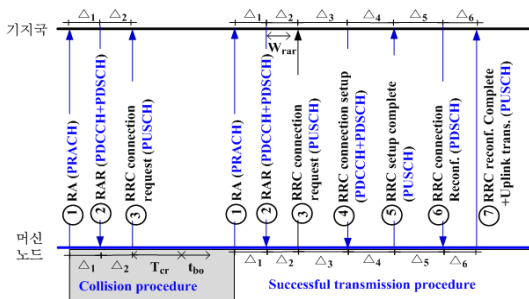 △1 △2 △1 △2 △3 △4 △5 △6
기지국
Wrar
① RA (PRACH)
② RAR (PDCCH+PDSCH)
③ RRC connection
request (PUSCH)
① RA (PRACH)
② RAR (PDCCH+PDSCH)
③ RRC connection
request (PUSCH)
④ RRC connection setup
(PDCCH+PDSCH)
⑤ RRC setup complete
(PUSCH)
⑥ RRC connection
Reconf. (PDSCH)
⑦ RRC reconf. Complete
+Uplink trans. (PUSCH)
머신
노드
△1 △2 Tcr tbo △1 △2 △3 △4 △5 △6
Collision procedure
Successful transmission procedure